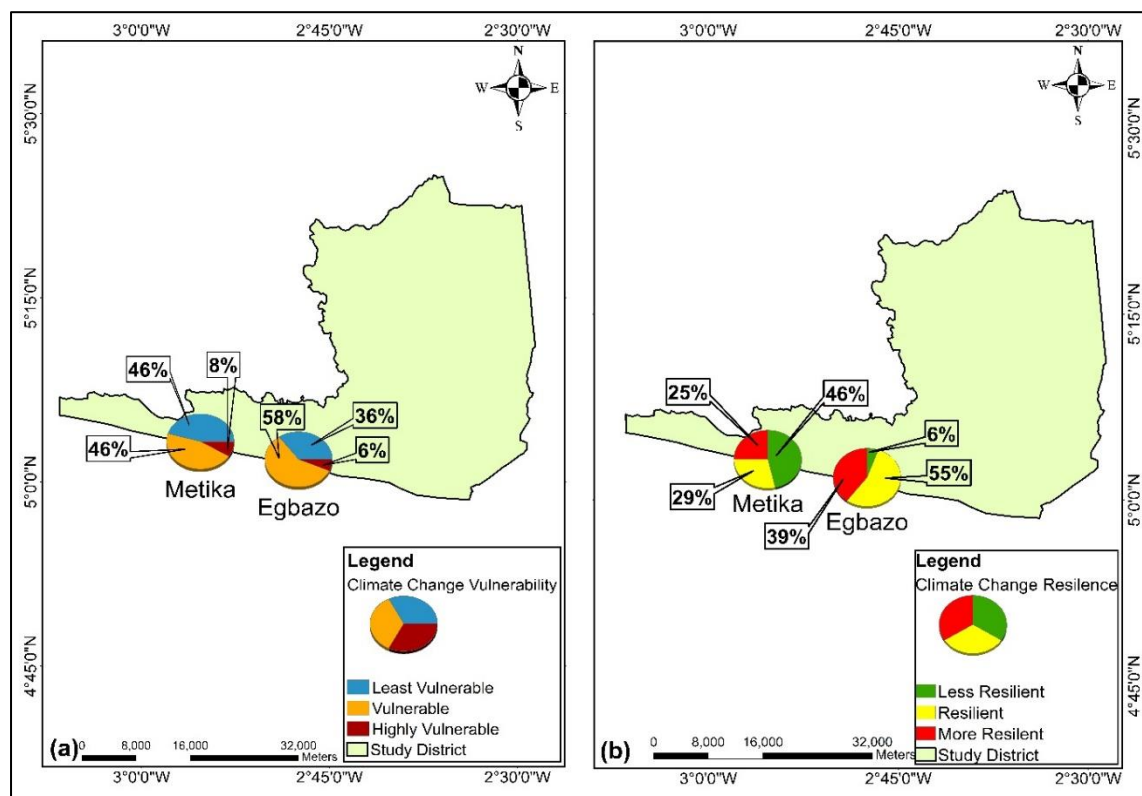 3°0'0"W 2°45'0"W 2°30'0"W
N
W E
S
5°30'0"N
5°15'0"N
5°0'0"N
4°45'0"N
46%
8%
58%
36%
46%
6%
Metika
Egbazo
Legend
Climate Change Vulnerability
Least Vulnerable
Vulnerable
Highly Vulnerable
Study District
(a)
0 8,000 16,000 32,000
Meters
3°0'0"W 2°45'0"W 2°30'0"W
3°0'0"W 2°45'0"W 2°30'0"W
N
W E
S
5°30'0"N
5°15'0"N
5°0'0"N
4°45'0"N
25%
46%
6%
55%
29%
39%
Metika
Egbazo
Legend
Climate Change Resilence
Less Resilient
Resilient
More Resilent
Study District
(b)
0 8,000 16,000 32,000
Meters
3°0'0"W 2°45'0"W 2°30'0"W